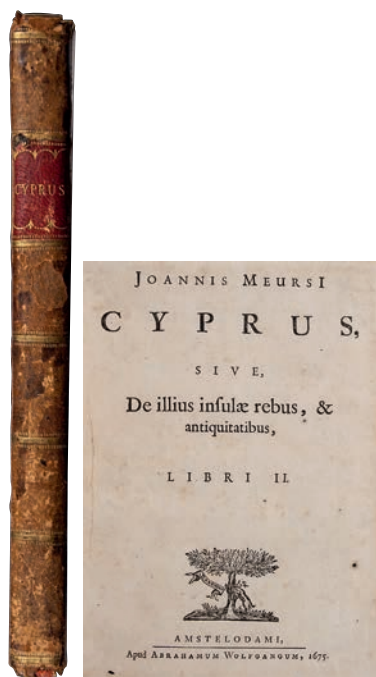 CYPRUS
JOANNIS MEURSI
CYPRUS,
SIVE,
De illius inſulæ rebus, &
antiquitatibus,
LIBRI II.
AMSTELODAMI,
Apud ABRAHAMUM WOLFGANGUM, 1675.